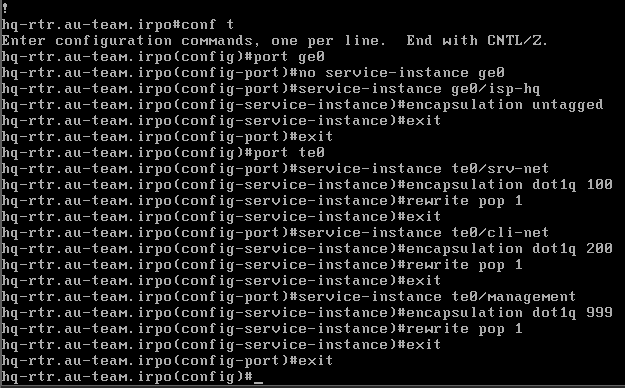 !
hq-rtr.au-team.irpo#conf t
Enter configuration commands, one per line.  End with CNTL/Z.
hq-rtr.au-team.irpo(config)#port ge0
hq-rtr.au-team.irpo(config-port)#no service-instance ge0
hq-rtr.au-team.irpo(config-port)#service-instance ge0/isp-hq
hq-rtr.au-team.irpo(config-service-instance)#encapsulation untagged
hq-rtr.au-team.irpo(config-service-instance)#exit
hq-rtr.au-team.irpo(config-port)#exit
hq-rtr.au-team.irpo(config)#port te0
hq-rtr.au-team.irpo(config-port)#service-instance te0/srv-net
hq-rtr.au-team.irpo(config-service-instance)#encapsulation dot1q 100
hq-rtr.au-team.irpo(config-service-instance)#rewrite pop 1
hq-rtr.au-team.irpo(config-service-instance)#exit
hq-rtr.au-team.irpo(config-port)#service-instance te0/cli-net
hq-rtr.au-team.irpo(config-service-instance)#encapsulation dot1q 200
hq-rtr.au-team.irpo(config-service-instance)#rewrite pop 1
hq-rtr.au-team.irpo(config-service-instance)#exit
hq-rtr.au-team.irpo(config-port)#service-instance te0/management
hq-rtr.au-team.irpo(config-service-instance)#encapsulation dot1q 999
hq-rtr.au-team.irpo(config-service-instance)#rewrite pop 1
hq-rtr.au-team.irpo(config-service-instance)#exit
hq-rtr.au-team.irpo(config-port)#exit
hq-rtr.au-team.irpo(config)#_